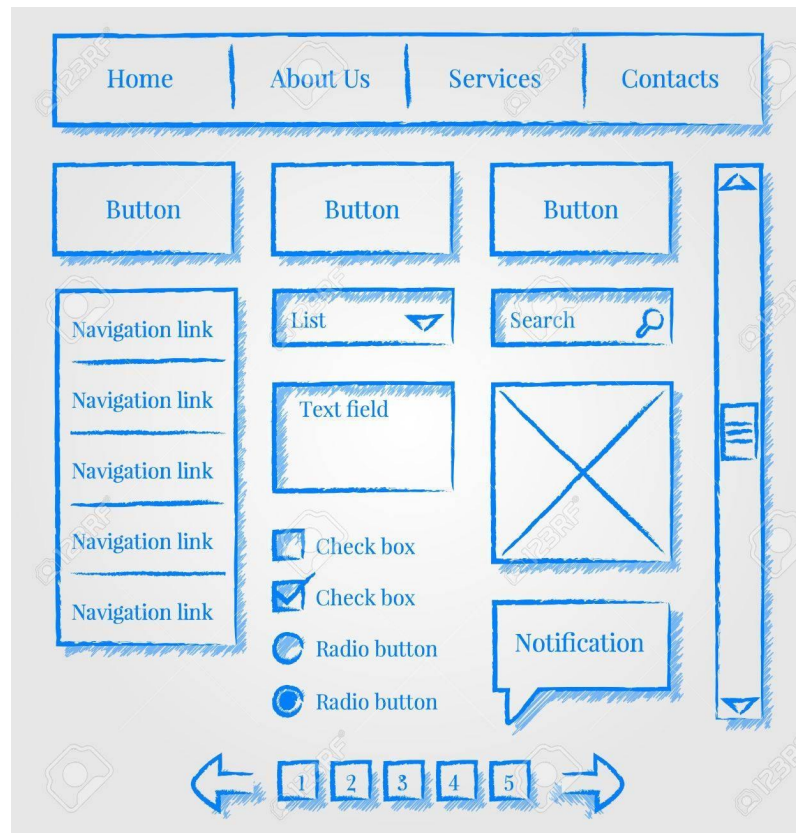 Home About Us Services Contacts
Button Button Button
Navigation link
Navigation link
Navigation link
Navigation link
Navigation link
List
Search
Text field
Check box
Check box
Radio button
Radio button
Notification
1 2 3 4 5
123RF